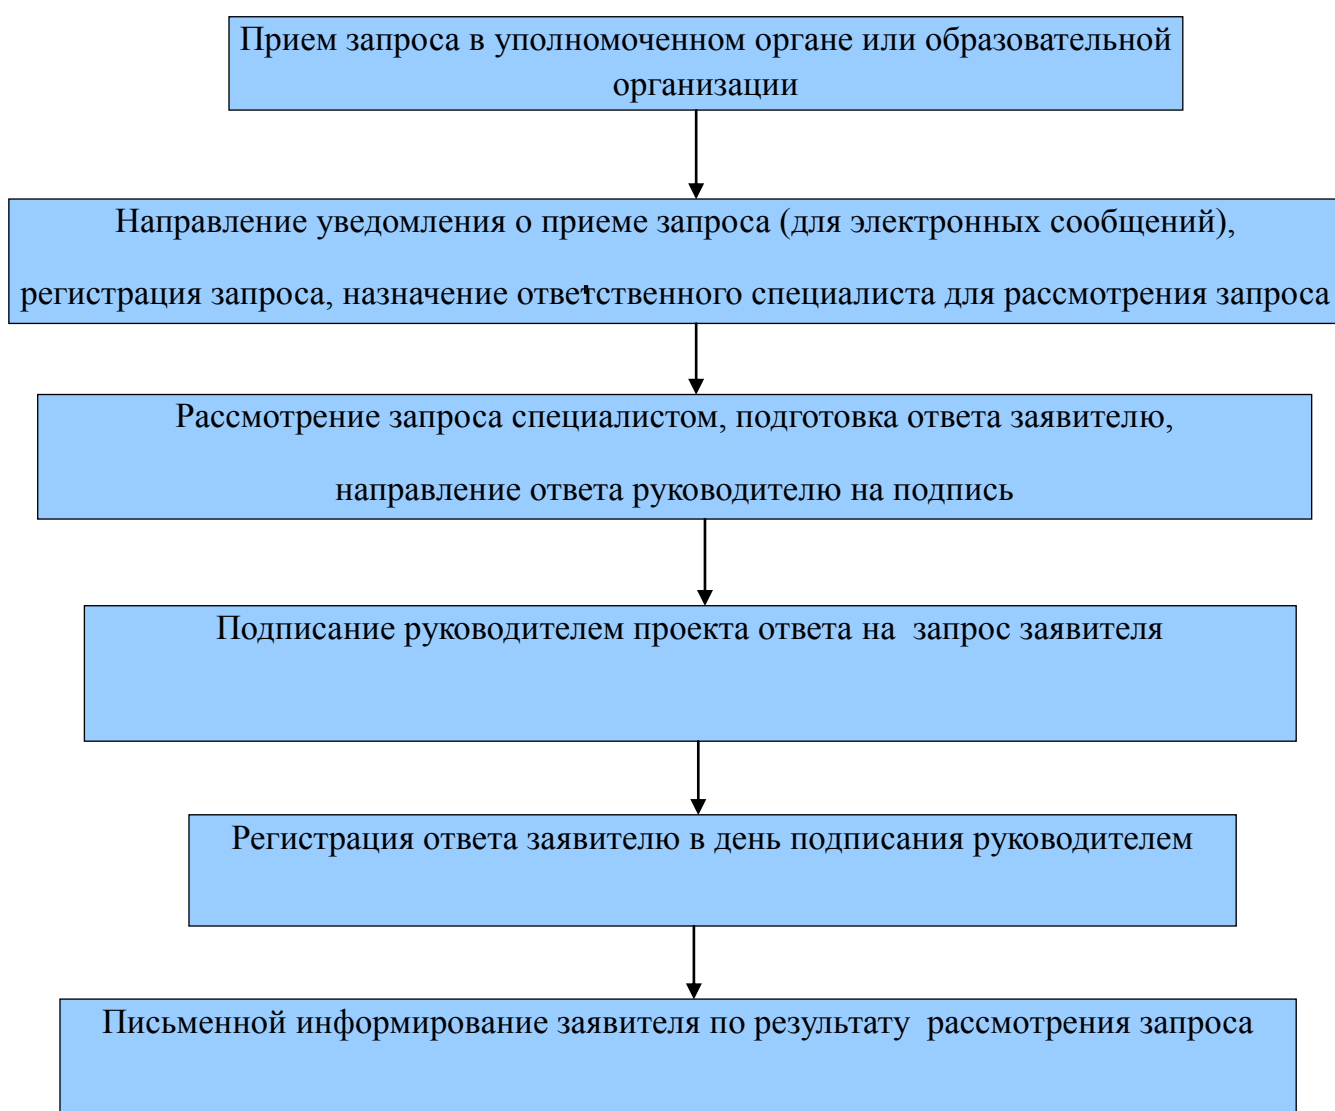 Прием запроса в уполномоченном органе или образовательной
организации
Направление уведомления о приеме запроса (для электронных сообщений),
регистрация запроса, назначение ответственного специалиста для рассмотрения запроса
Рассмотрение запроса специалистом, подготовка ответа заявителю,
направление ответа руководителю на подпись
Подписание руководителем проекта ответа на  запрос заявителя
Регистрация ответа заявителю в день подписания руководителем
Письменной информирование заявителя по результату  рассмотрения запроса